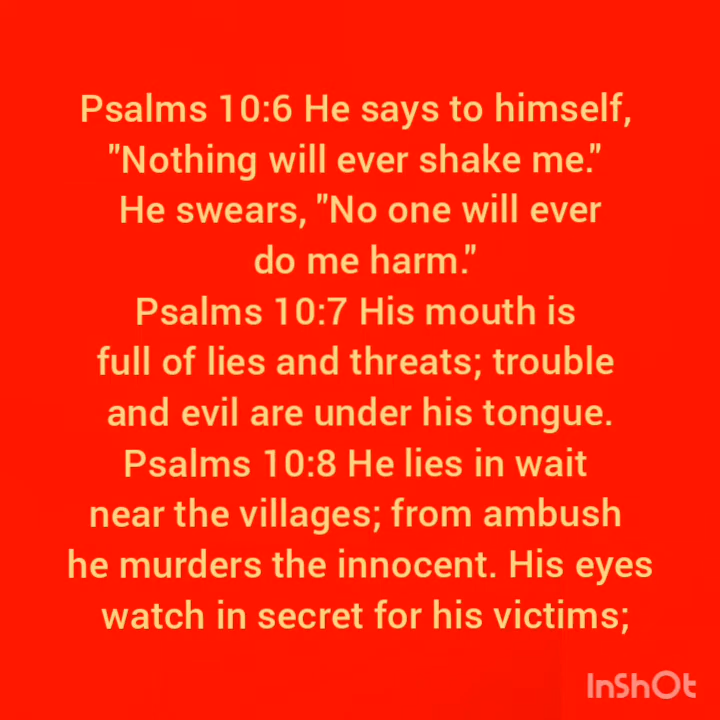 Psalms 10:6 He says to himself,
"Nothing will ever shake me."
He swears, "No one will ever
do me harm."
Psalms 10:7 His mouth is
full of lies and threats; trouble
and evil are under his tongue.
Psalms 10:8 He lies in wait
near the villages; from ambush
he murders the innocent. His eyes
watch in secret for his victims;
InShOt